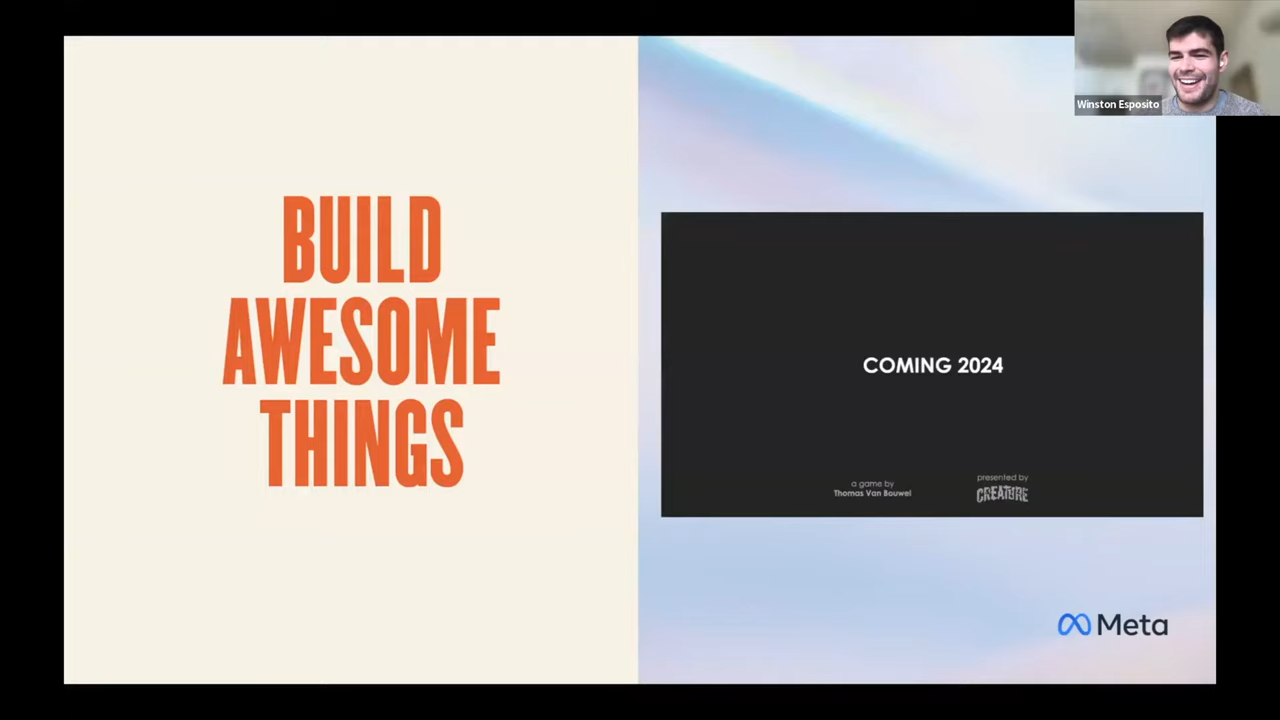 Winston Esposito
BUILD
AWESOME
THINGS
COMING 2024
a game by
Thomas Van Bouwel
presented by
CREATURE
Meta